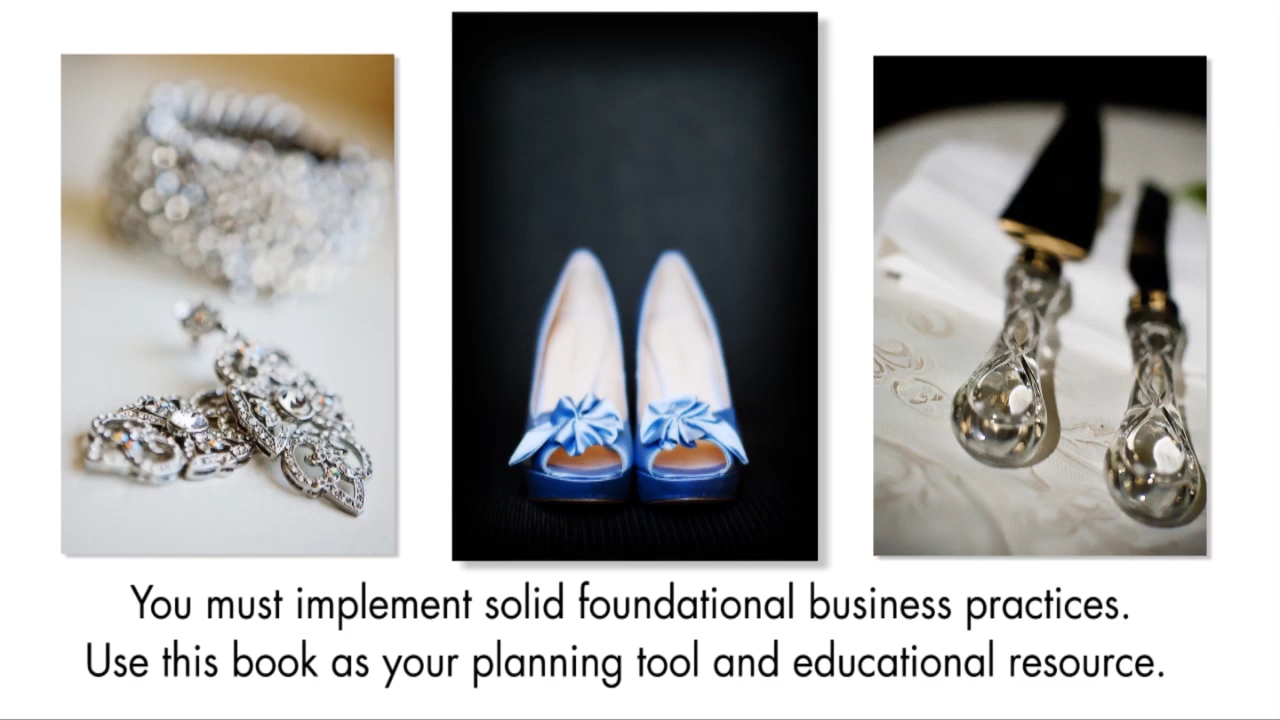 You must implement solid foundational business practices.
Use this book as your planning tool and educational resource.